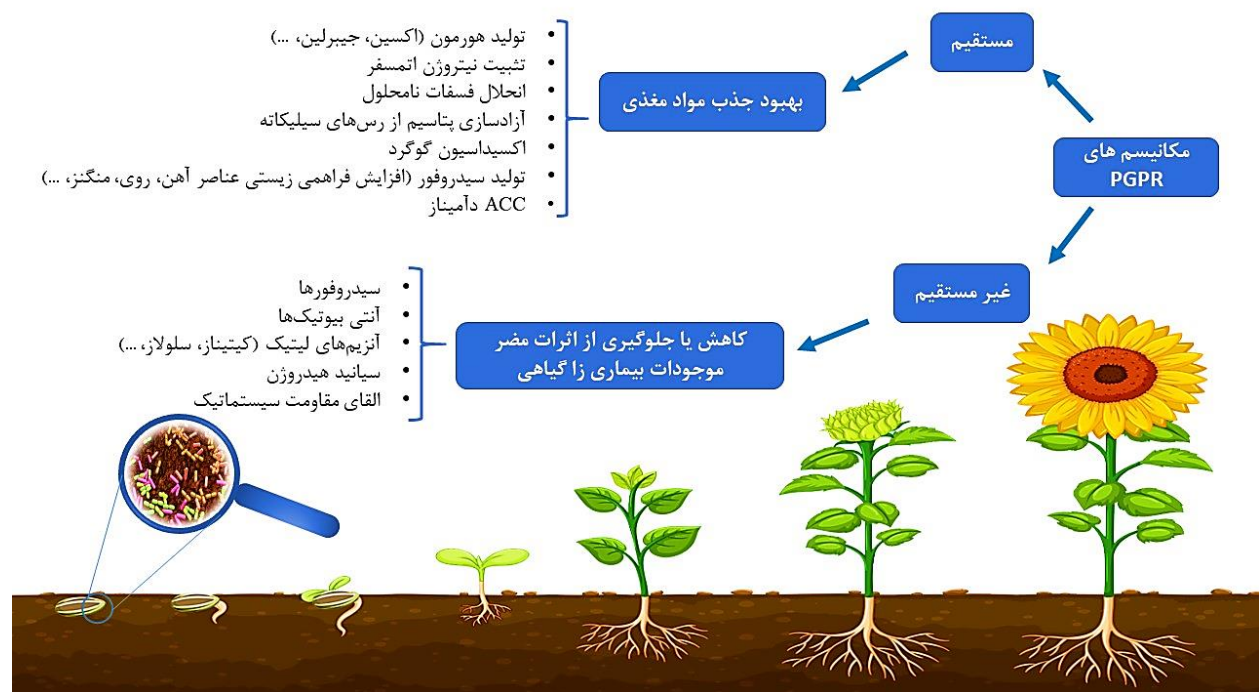 مکانیسم های
PGPR
مستقیم
بهبود جذب مواد مغذی
• تولید هورمون (اکسین، جیبرلین، ...)
• تثبیت نیتروژن اتمسفر
• انحلال فسفات نامحلول
• آزادسازی پتاسیم از رس‌های سیلیکاته
• اکسیداسیون گوگرد
• تولید سیدروفور (افزایش فراهمی زیستی عناصر آهن، روی، منگنز، ...)
• ACC دآمیناز
غیر مستقیم
کاهش یا جلوگیری از اثرات مضر
موجودات بیماری زا گیاهی
• سیدروفورها
• آنتی بیوتیک‌ها
• آنزیم‌های لیتیک (کیتیناز، سلولاز، ...)
• سیانید هیدروژن
• القای مقاومت سیستماتیک